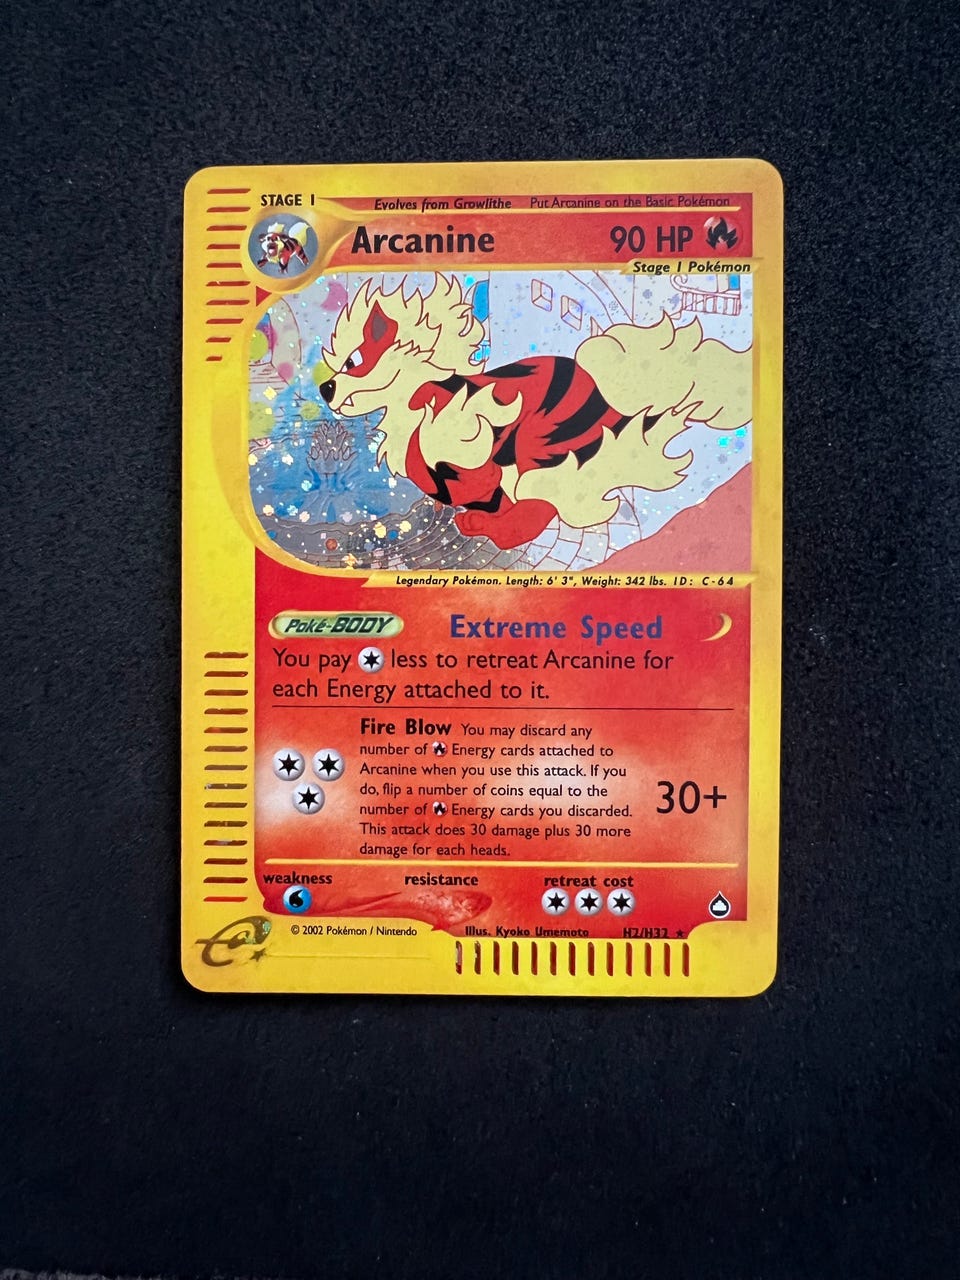 STAGE 1
Evolves from Growlithe Put Arcanine on the Basic Pokémon
Arcanine 90 HP
Stage 1 Pokémon
Legendary Pokémon. Length: 6' 3", Weight: 342 lbs. ID: C-64
Poké-BODY Extreme Speed
You pay less to retreat Arcanine for
each Energy attached to it.
Fire Blow You may discard any
number of Energy cards attached to
Arcanine when you use this attack. If you
do, flip a number of coins equal to the
number of Energy cards you discarded.
This attack does 30 damage plus 30 more
damage for each heads.
30+
weakness resistance retreat cost
© 2002 Pokémon / Nintendo Illus. Kyoko Umemoto H2/H32 ★
e